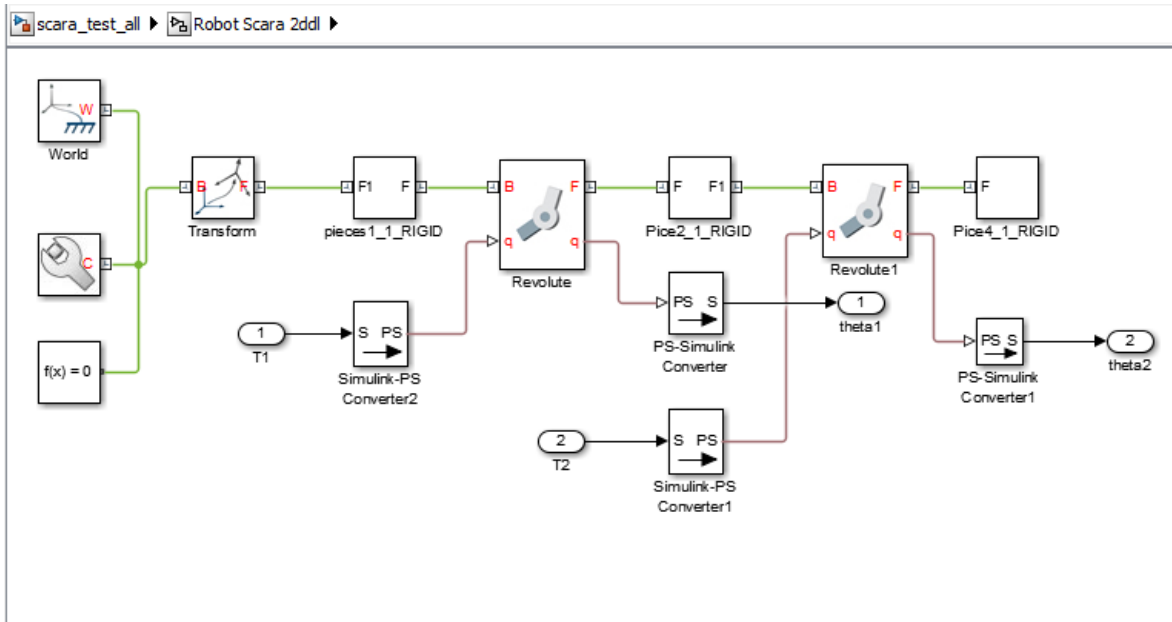 scara_test_all
Robot Scara 2ddl
W
World
C
f(x) = 0
B
F
Transform
F1
F
pieces1_1_RIGID
B
F
q
q
Revolute
F
F1
Pice2_1_RIGID
B
F
q
q
Revolute1
F
Pice4_1_RIGID
1
T1
S PS
Simulink-PS
Converter2
PS S
PS-Simulink
Converter
1
theta1
PS S
PS-Simulink
Converter1
2
theta2
2
T2
S PS
Simulink-PS
Converter1